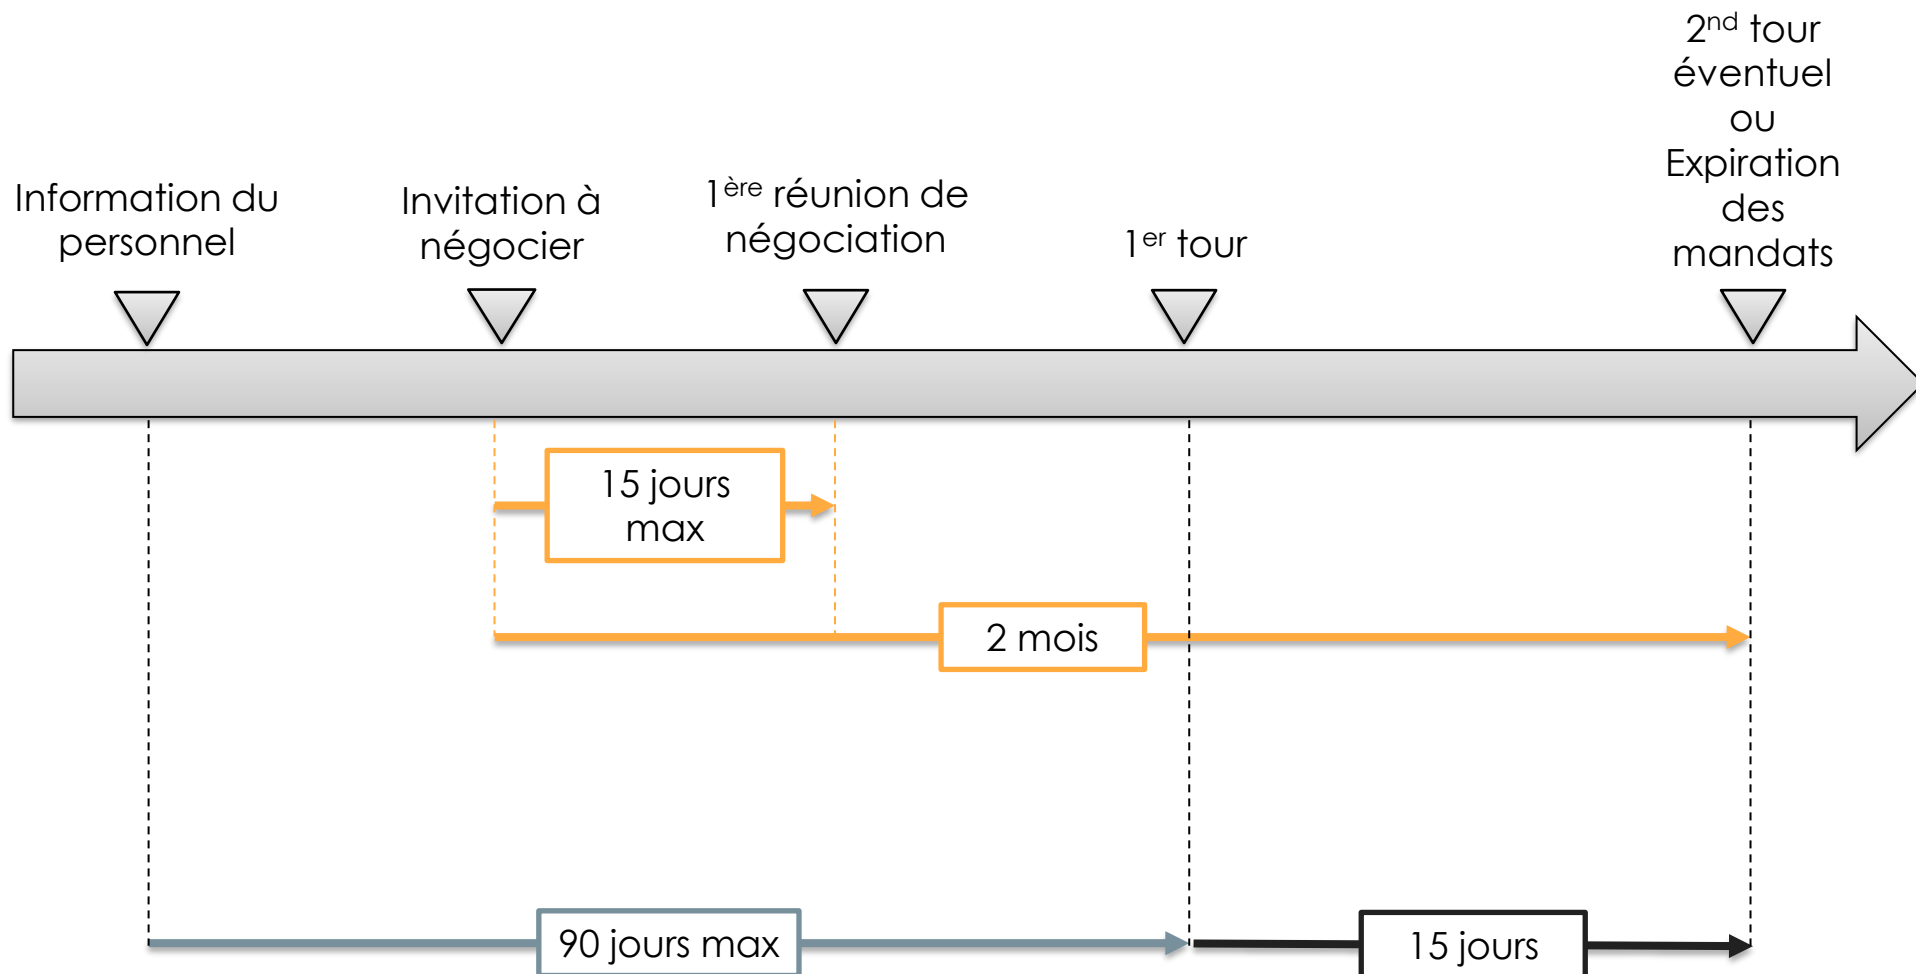 Information du
personnel
Invitation à
négocier
1ère réunion de
négociation
1er tour
2nd tour
éventuel
ou
Expiration
des
mandats
15 jours
max
2 mois
90 jours max
15 jours